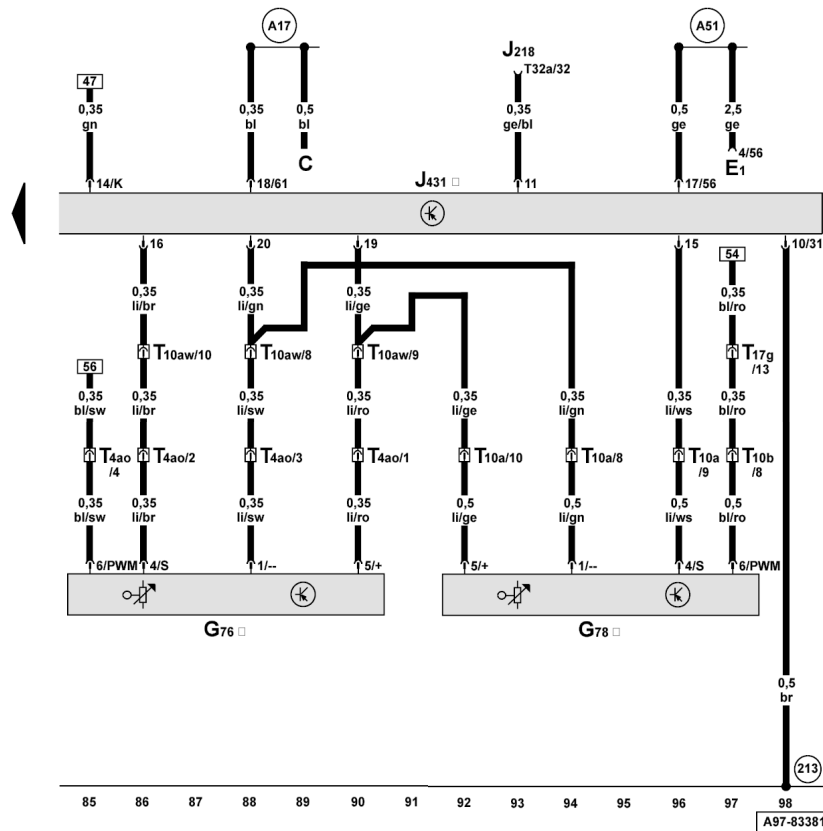 A17
A51
J218
T32a/32
47
0,35
gn
0,35
bl
0,5
bl
C
0,35
ge/bl
0,5
ge
2,5
ge
4/56
E1
14/K
18/61
J431 □
11
17/56
16
20
19
15
10/31
54
0,35
li/br
0,35
li/gn
0,35
li/ge
0,35
bl/ro
T10aw/10
T10aw/8
T10aw/9
T17g
/13
56
0,35
bl/sw
0,35
li/br
0,35
li/sw
0,35
li/ro
0,35
li/ge
0,35
li/gn
0,35
li/ws
0,35
bl/ro
T4ao
/4
T4ao/2
T4ao/3
T4ao/1
T10a/10
T10a/8
T10a
/9
T10b
/8
0,35
bl/sw
0,35
li/br
0,35
li/sw
0,35
li/ro
0,5
li/ge
0,5
li/gn
0,5
li/ws
0,5
bl/ro
6/PWM
4/S
1/--
5/+
5/+
1/--
4/S
6/PWM
G76 □
G78 □
0,5
br
213
85 86 87 88 89 90 91 92 93 94 95 96 97 98
A97-83381